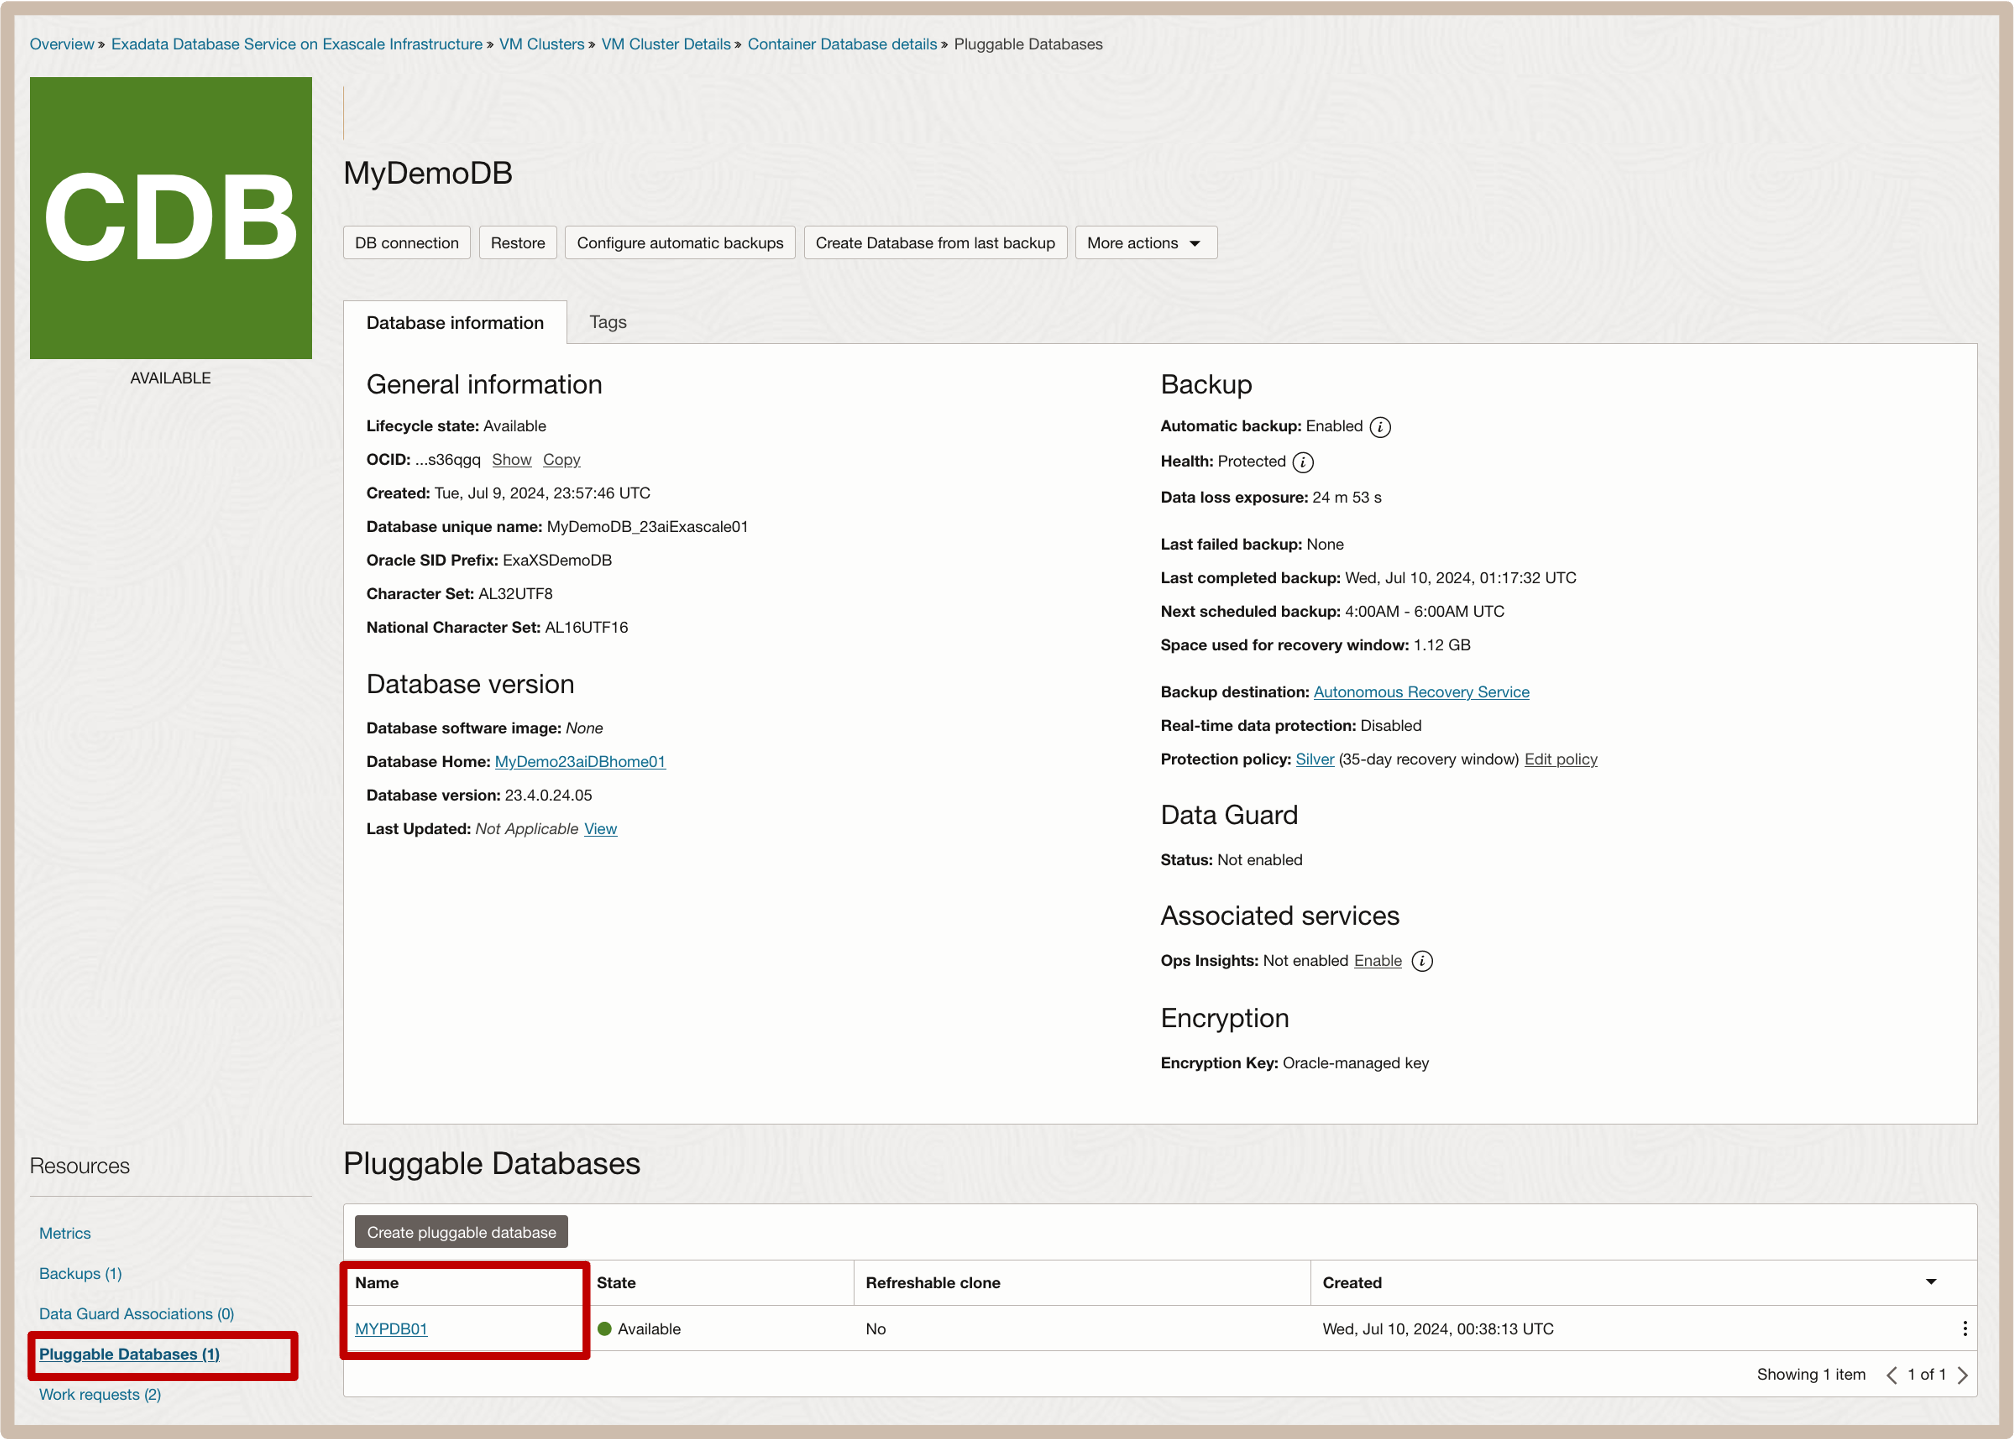 Overview » Exadata Database Service on Exascale Infrastructure » VM Clusters » VM Cluster Details » Container Database details » Pluggable Databases
CDB
AVAILABLE
MyDemoDB
DB connection
Restore
Configure automatic backups
Create Database from last backup
More actions
Database information
Tags
General information
Lifecycle state: Available
OCID: ...s36qgq Show Copy
Created: Tue, Jul 9, 2024, 23:57:46 UTC
Database unique name: MyDemoDB_23aiExascale01
Oracle SID Prefix: ExaXSDemoDB
Character Set: AL32UTF8
National Character Set: AL16UTF16
Database version
Database software image: None
Database Home: MyDemo23aiDBhome01
Database version: 23.4.0.24.05
Last Updated: Not Applicable View
Backup
Automatic backup: Enabled i
Health: Protected i
Data loss exposure: 24 m 53 s
Last failed backup: None
Last completed backup: Wed, Jul 10, 2024, 01:17:32 UTC
Next scheduled backup: 4:00AM - 6:00AM UTC
Space used for recovery window: 1.12 GB
Backup destination: Autonomous Recovery Service
Real-time data protection: Disabled
Protection policy: Silver (35-day recovery window) Edit policy
Data Guard
Status: Not enabled
Associated services
Ops Insights: Not enabled Enable i
Encryption
Encryption Key: Oracle-managed key
Resources
Metrics
Backups (1)
Data Guard Associations (0)
Pluggable Databases (1)
Work requests (2)
Pluggable Databases
Create pluggable database
Name State Refreshable clone Created
MYPDB01 Available No Wed, Jul 10, 2024, 00:38:13 UTC
Showing 1 item < 1 of 1 >